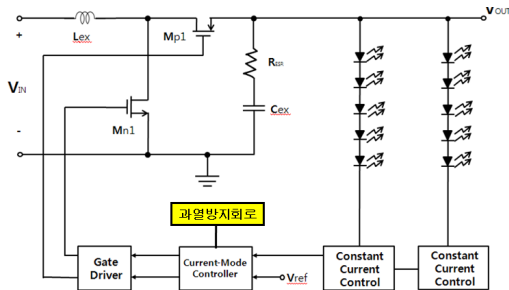 +
Lex
Mp1
VOUT
RESR
VIN
Cex
Mn1
-
과열방지회로
Gate
Driver
Current-Mode
Controller
Vref
Constant
Current
Control
Constant
Current
Control